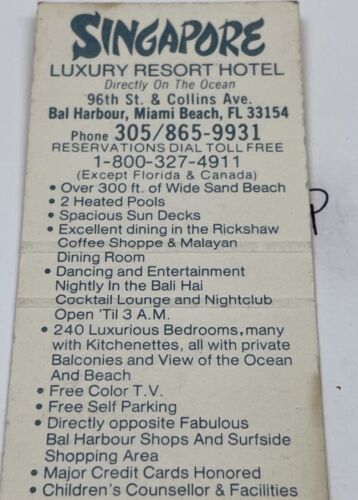 SINGAPORE
LUXURY RESORT HOTEL
Directly On The Ocean
96th St. & Collins Ave.
Bal Harbour, Miami Beach, FL 33154
Phone 305/865-9931
RESERVATIONS DIAL TOLL FREE
1-800-327-4911
(Except Florida & Canada)
• Over 300 ft. of Wide Sand Beach
• 2 Heated Pools
• Spacious Sun Decks
• Excellent dining in the Rickshaw
Coffee Shoppe & Malayan
Dining Room
• Dancing and Entertainment
Nightly In the Bali Hai
Cocktail Lounge and Nightclub
Open 'Til 3 A.M.
• 240 Luxurious Bedrooms, many
with Kitchenettes, all with private
Balconies and View of the Ocean
And Beach
• Free Color T.V.
• Free Self Parking
• Directly opposite Fabulous
Bal Harbour Shops And Surfside
Shopping Area
• Major Credit Cards Honored
• Children's Counsellor & Facilities
P